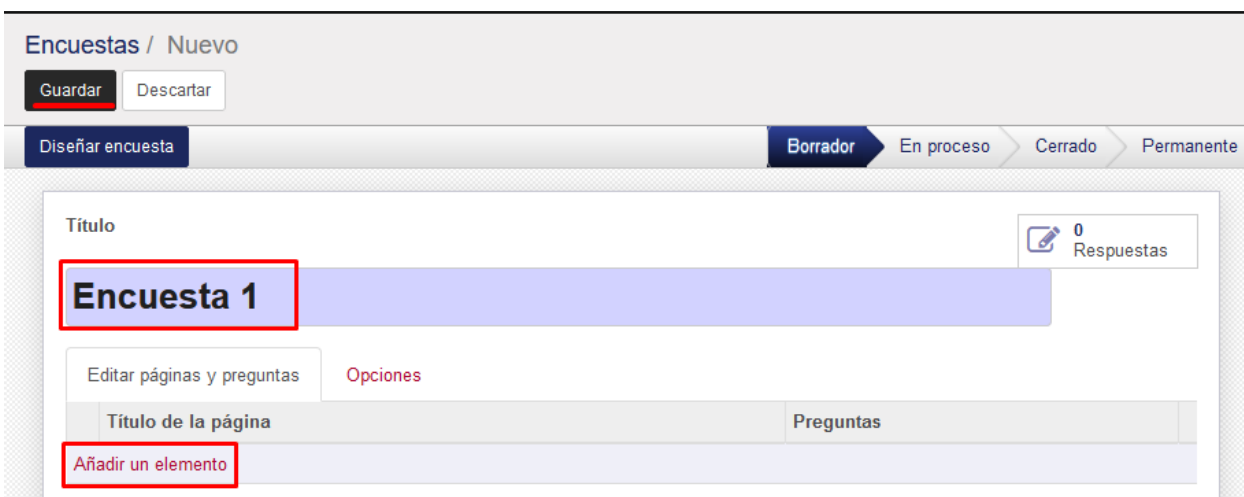 Encuestas / Nuevo
Guardar Descartar
Diseñar encuesta Borrador En proceso Cerrado Permanente
Título
0
Respuestas
Encuesta 1
Editar páginas y preguntas Opciones
Título de la página Preguntas
Añadir un elemento